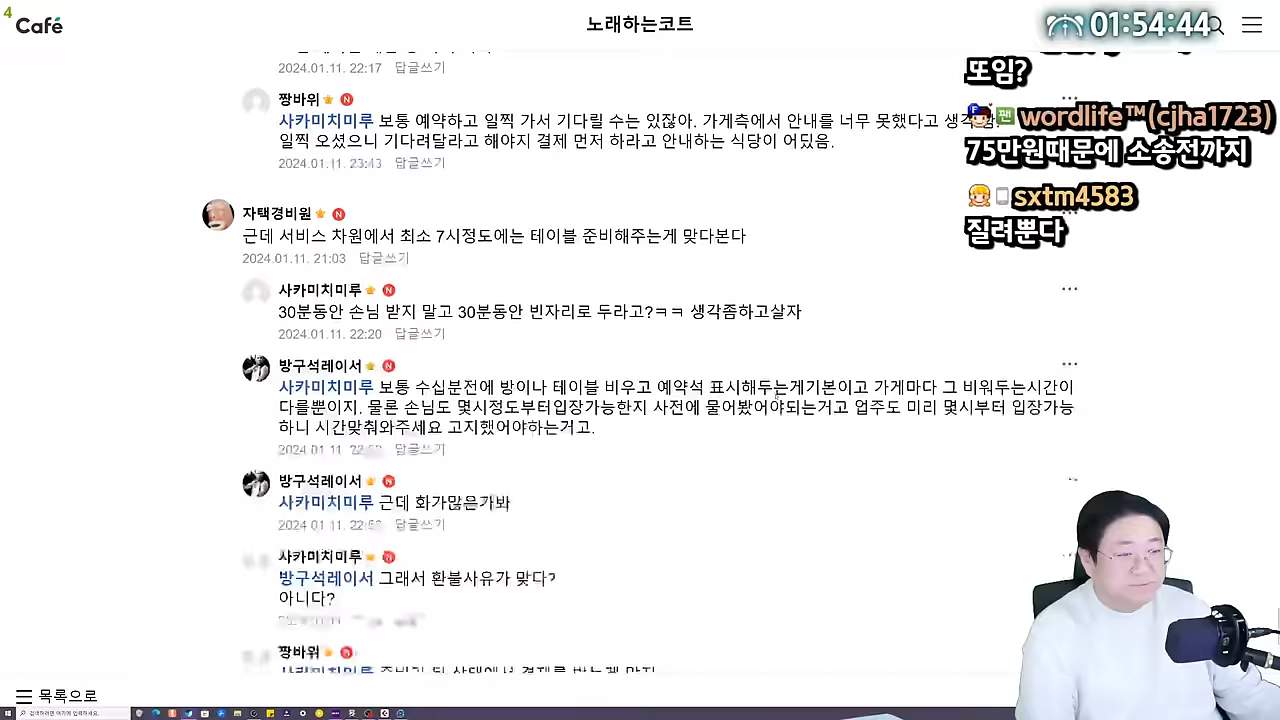 4
Café
노래하는코트
01:54:44
2024.01.11. 22:17 답글쓰기
또임?
짱바위 N
사카미치미루 보통 예약하고 일찍 가서 기다릴 수는 있잖아. 가게측에서 안내를 너무 못했다고 생각함.
일찍 오셨으니 기다려달라고 해야지 결제 먼저 하라고 안내하는 식당이 어딨음.
2024.01.11. 23:43 답글쓰기
팬 wordlife™(cjha1723)
75만원때문에 소송전까지
sxtm4583
질려뿐다
자택경비원 N
근데 서비스 차원에서 최소 7시정도에는 테이블 준비해주는게 맞다본다
2024.01.11. 21:03 답글쓰기
사카미치미루 N
30분동안 손님 받지 말고 30분동안 빈자리로 두라고?ㅋㅋ 생각좀하고살자
2024.01.11. 22:20 답글쓰기
방구석레이서 N
사카미치미루 보통 수십분전에 방이나 테이블 비우고 예약석 표시해두는게기본이고 가게마다 그 비워두는시간이
다를뿐이지. 물론 손님도 몇시정도부터입장가능한지 사전에 물어봤어야되는거고 업주도 미리 몇시부터 입장가능
하니 시간맞춰와주세요 고지했어야하는거고.
2024.01.11. 답글쓰기
방구석레이서 N
사카미치미루 근데 화가많은가봐
2024.01.11. 답글쓰기
사카미치미루 N
방구석레이서 그래서 환불사유가 맞다?
아니다?
짱바위 N
사카미치미루
목록으로